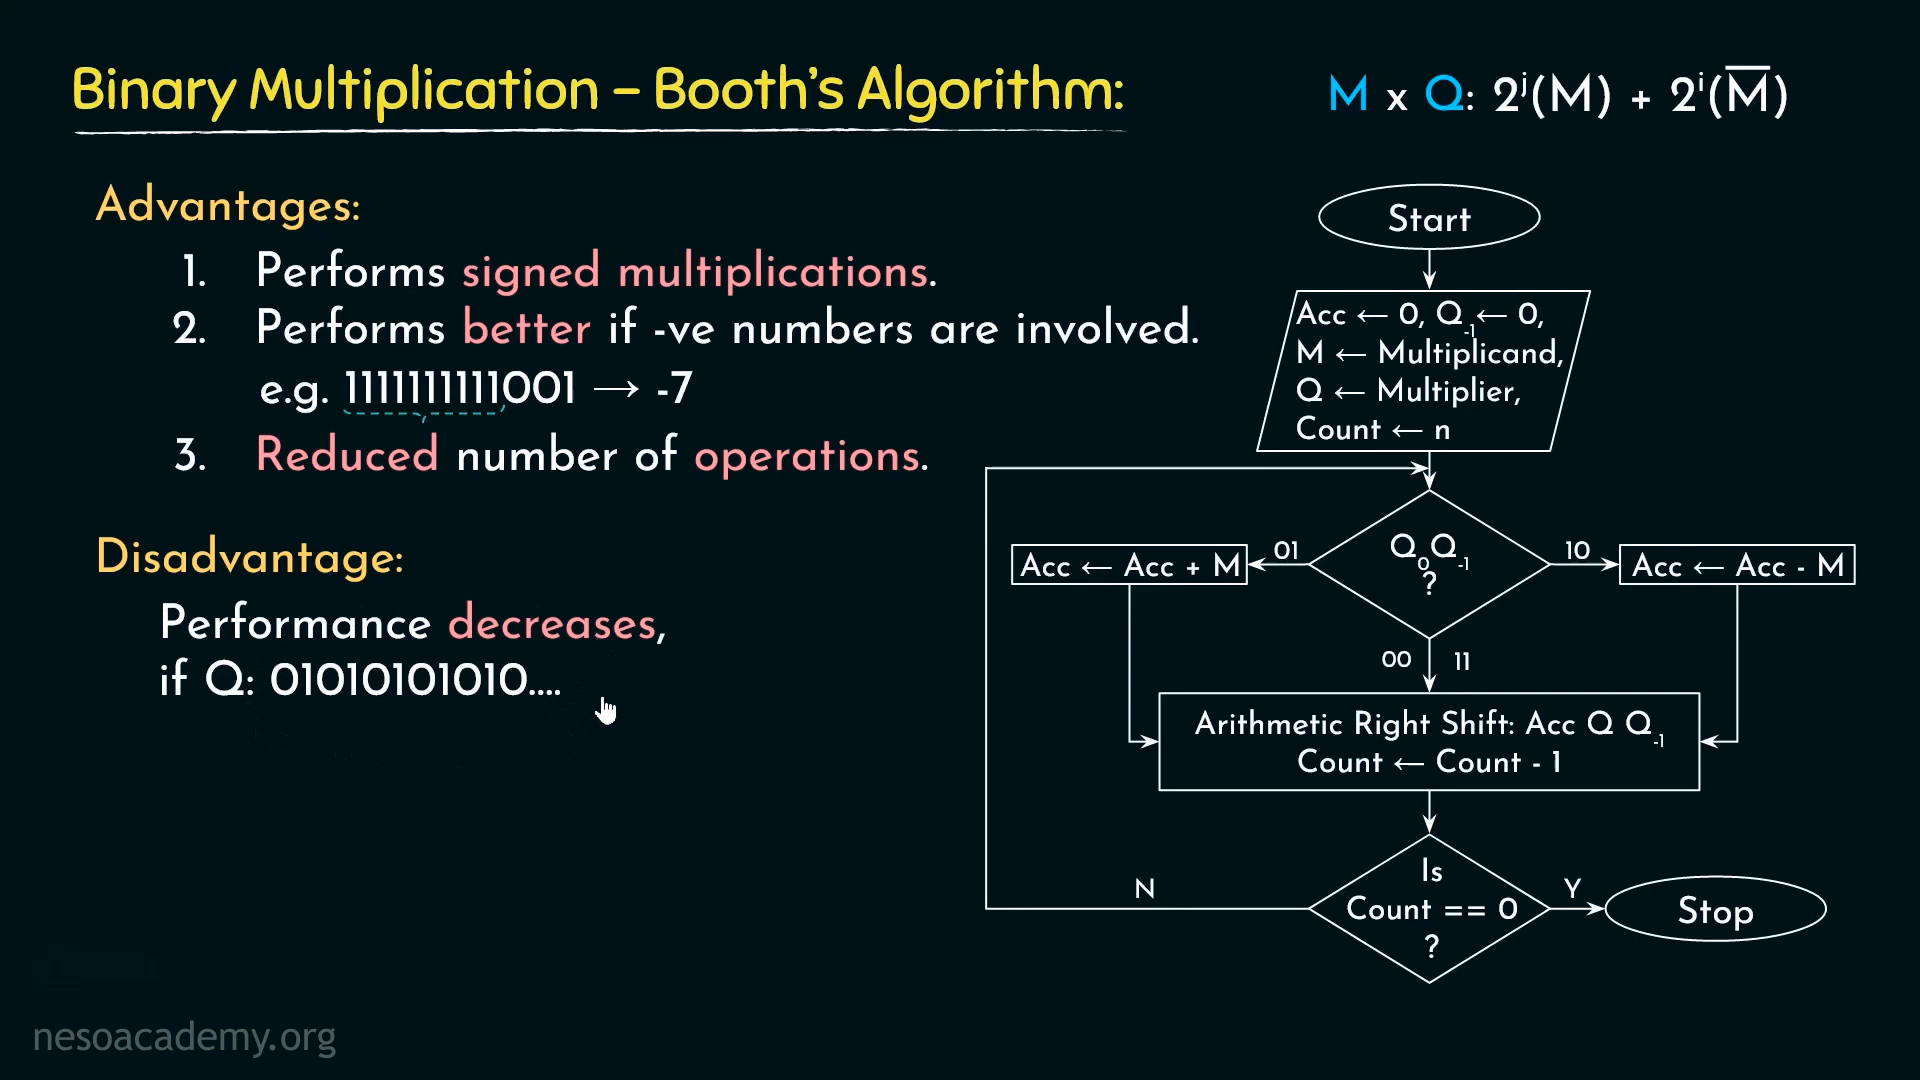 Binary Multiplication – Booth's Algorithm:
M x Q: 2ʲ(M) + 2ⁱ(M̅)
Advantages:
1. Performs signed multiplications.
2. Performs better if -ve numbers are involved.
e.g. 11111111111001 → -7
3. Reduced number of operations.
Disadvantage:
Performance decreases,
if Q: 01010101010....
Start
Acc ← 0, Q₋₁ ← 0,
M ← Multiplicand,
Q ← Multiplier,
Count ← n
Q₀Q₋₁
?
01
10
Acc ← Acc + M
Acc ← Acc - M
00 11
Arithmetic Right Shift: Acc Q Q₋₁
Count ← Count - 1
Is
Count == 0
?
N
Y
Stop
nesoacademy.org